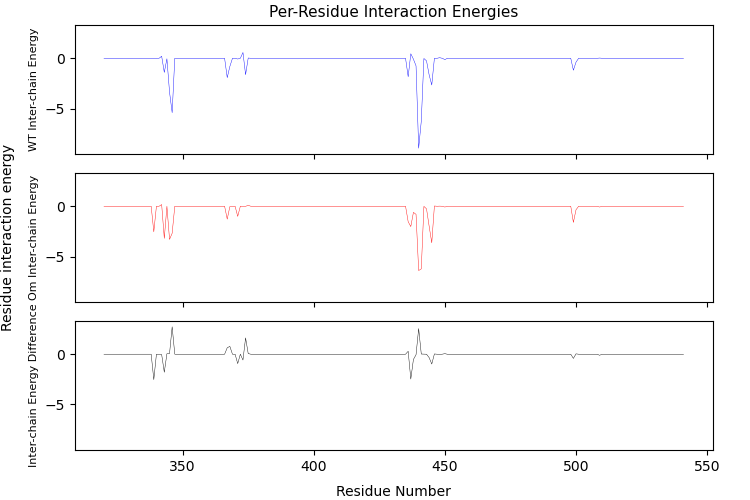 Per-Residue Interaction Energies
WT Inter-chain Energy
0
−5
Residue interaction energy
Om Inter-chain Energy
0
−5
Inter-chain Energy Difference
0
−5
350
400
450
500
550
Residue Number